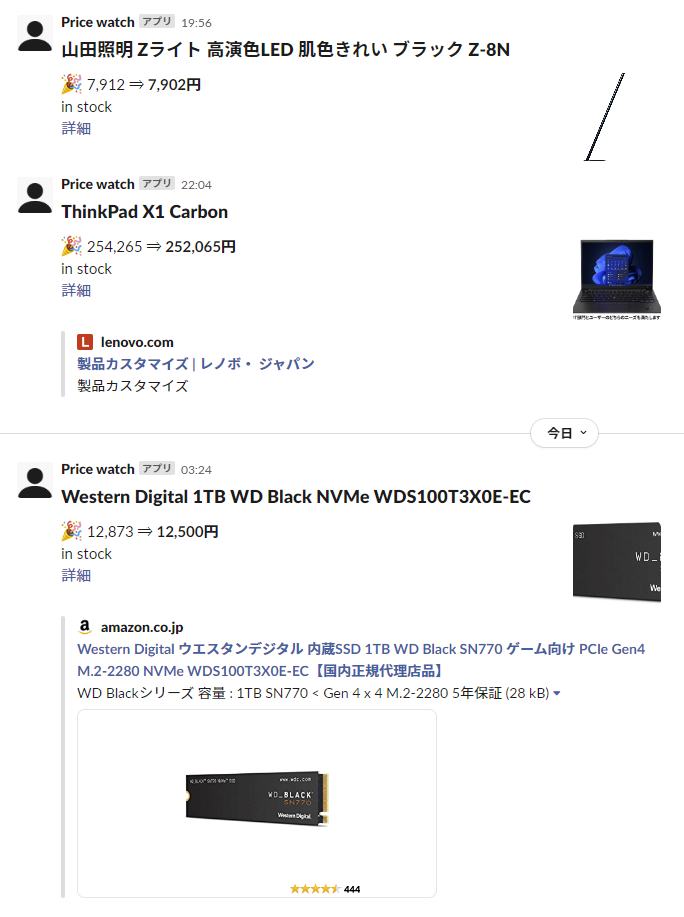 Price watch アプリ 19:56
山田照明 Zライト 高演色LED 肌色きれい ブラック Z-8N
7,912 ⇒ 7,902円
in stock
詳細
Price watch アプリ 22:04
ThinkPad X1 Carbon
254,265 ⇒ 252,065円
in stock
詳細
L lenovo.com
製品カスタマイズ | レノボ・ ジャパン
製品カスタマイズ
今日
Price watch アプリ 03:24
Western Digital 1TB WD Black NVMe WDS100T3X0E-EC
12,873 ⇒ 12,500円
in stock
詳細
a amazon.co.jp
Western Digital ウエスタンデジタル 内蔵SSD 1TB WD Black SN770 ゲーム向け PCIe Gen4
M.2-2280 NVMe WDS100T3X0E-EC【国内正規代理店品】
WD Blackシリーズ 容量 : 1TB SN770 < Gen 4 x 4 M.2-2280 5年保証 (28 kB)
WD_BLACK SN770 NVMe SSD
www.wdc.com
WD_BLACK
SN770
Western Digital
444